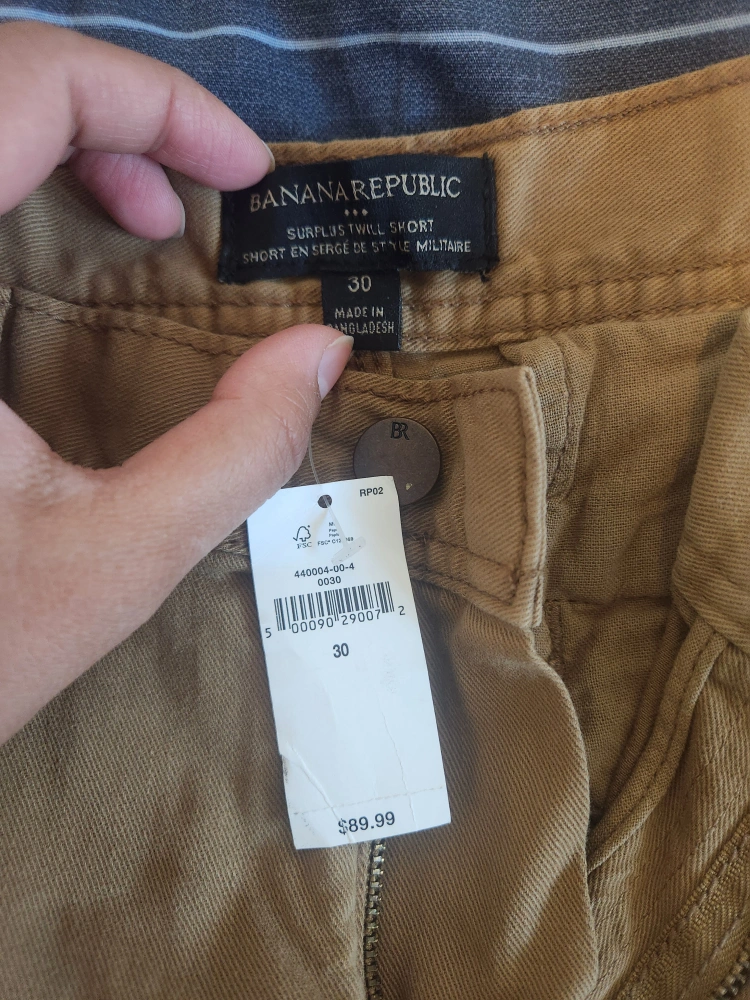 BANANA REPUBLIC
SURPLUS TWILL SHORT
SHORT EN SERGÉ DE STYLE MILITAIRE
30
MADE IN
BANGLADESH
BR
RP02
FSC
440004-00-4
0030
5 00090 29007 2
30
$89.99